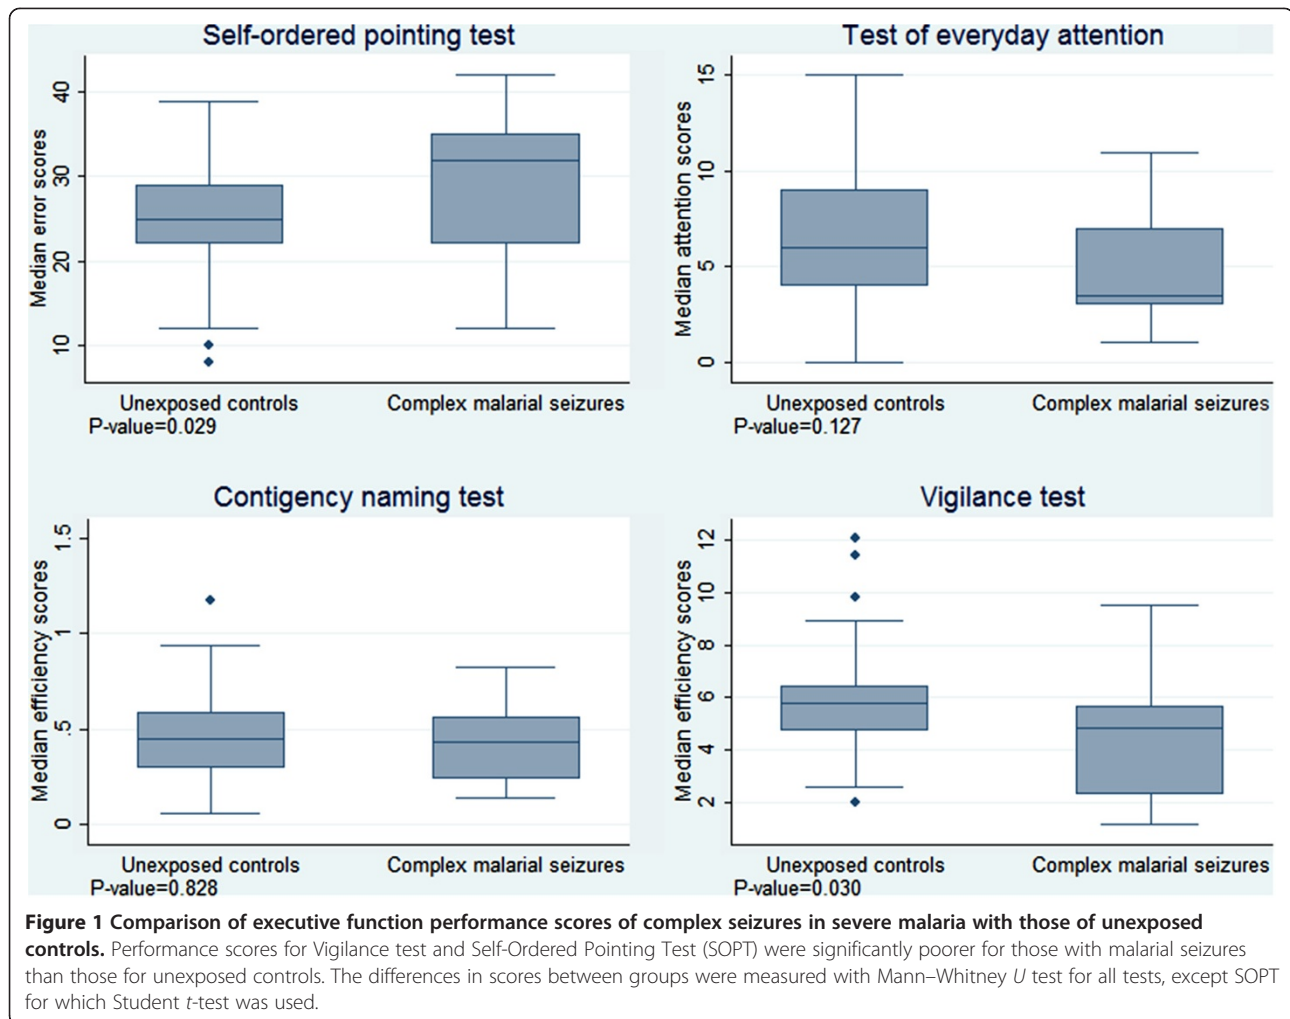 Self-ordered pointing test
Median error scores
40
30
20
10
Unexposed controls
Complex malarial seizures
P-value=0.029
Test of everyday attention
Median attention scores
15
10
5
0
Unexposed controls
Complex malarial seizures
P-value=0.127
Contigency naming test
Median efficiency scores
1.5
1
.5
0
Unexposed controls
Complex malarial seizures
P-value=0.828
Vigilance test
Median efficiency scores
12
10
8
6
4
2
Unexposed controls
Complex malarial seizures
P-value=0.030
Figure 1 Comparison of executive function performance scores of complex seizures in severe malaria with those of unexposed
controls. Performance scores for Vigilance test and Self-Ordered Pointing Test (SOPT) were significantly poorer for those with malarial seizures
than those for unexposed controls. The differences in scores between groups were measured with Mann–Whitney U test for all tests, except SOPT
for which Student t-test was used.